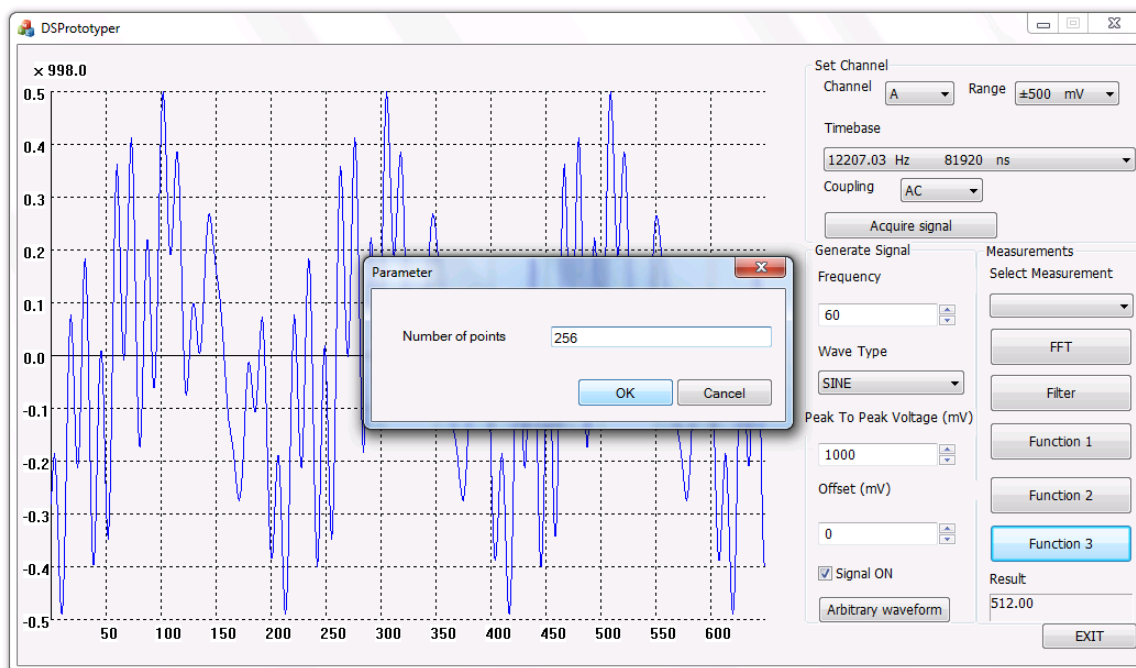 DSPrototyper
× 998.0
0.5
0.4
0.3
0.2
0.1
0.0
-0.1
-0.2
-0.3
-0.4
-0.5
50 100 150 200 250 300 350 400 450 500 550 600
Parameter
Number of points 256
OK Cancel
Set Channel
Channel A Range ±500 mV
Timebase
12207.03 Hz 81920 ns
Coupling AC
Acquire signal
Generate Signal
Frequency
60
Wave Type
SINE
Peak To Peak Voltage (mV)
1000
Offset (mV)
0
Signal ON
Arbitrary waveform
Measurements
Select Measurement
FFT
Filter
Function 1
Function 2
Function 3
Result
512.00
EXIT